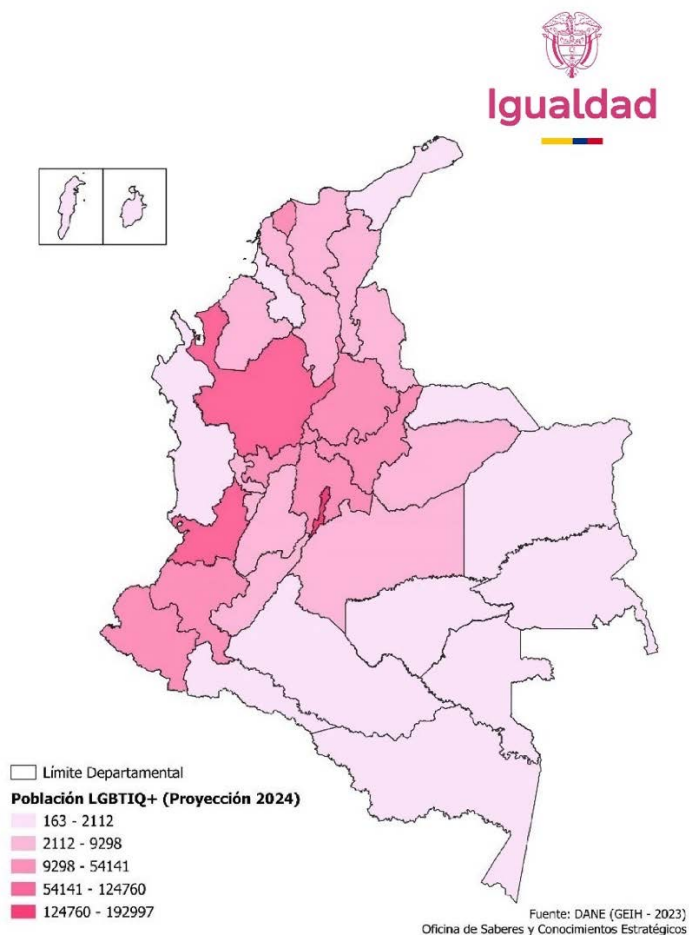 Igualdad
Límite Departamental
Población LGBTIQ+ (Proyección 2024)
163 - 2112
2112 - 9298
9298 - 54141
54141 - 124760
124760 - 192997
Fuente: DANE (GEIH - 2023)
Oficina de Saberes y Conocimientos Estratégicos